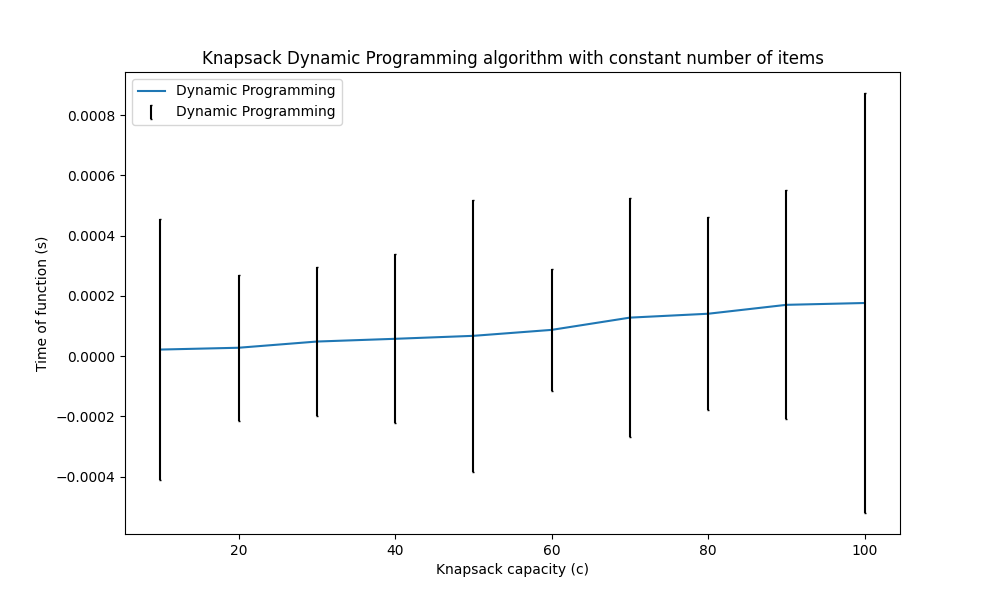 Knapsack Dynamic Programming algorithm with constant number of items
Dynamic Programming
Dynamic Programming
Time of function (s)
0.0008
0.0006
0.0004
0.0002
0.0000
−0.0002
−0.0004
20 40 60 80 100
Knapsack capacity (c)